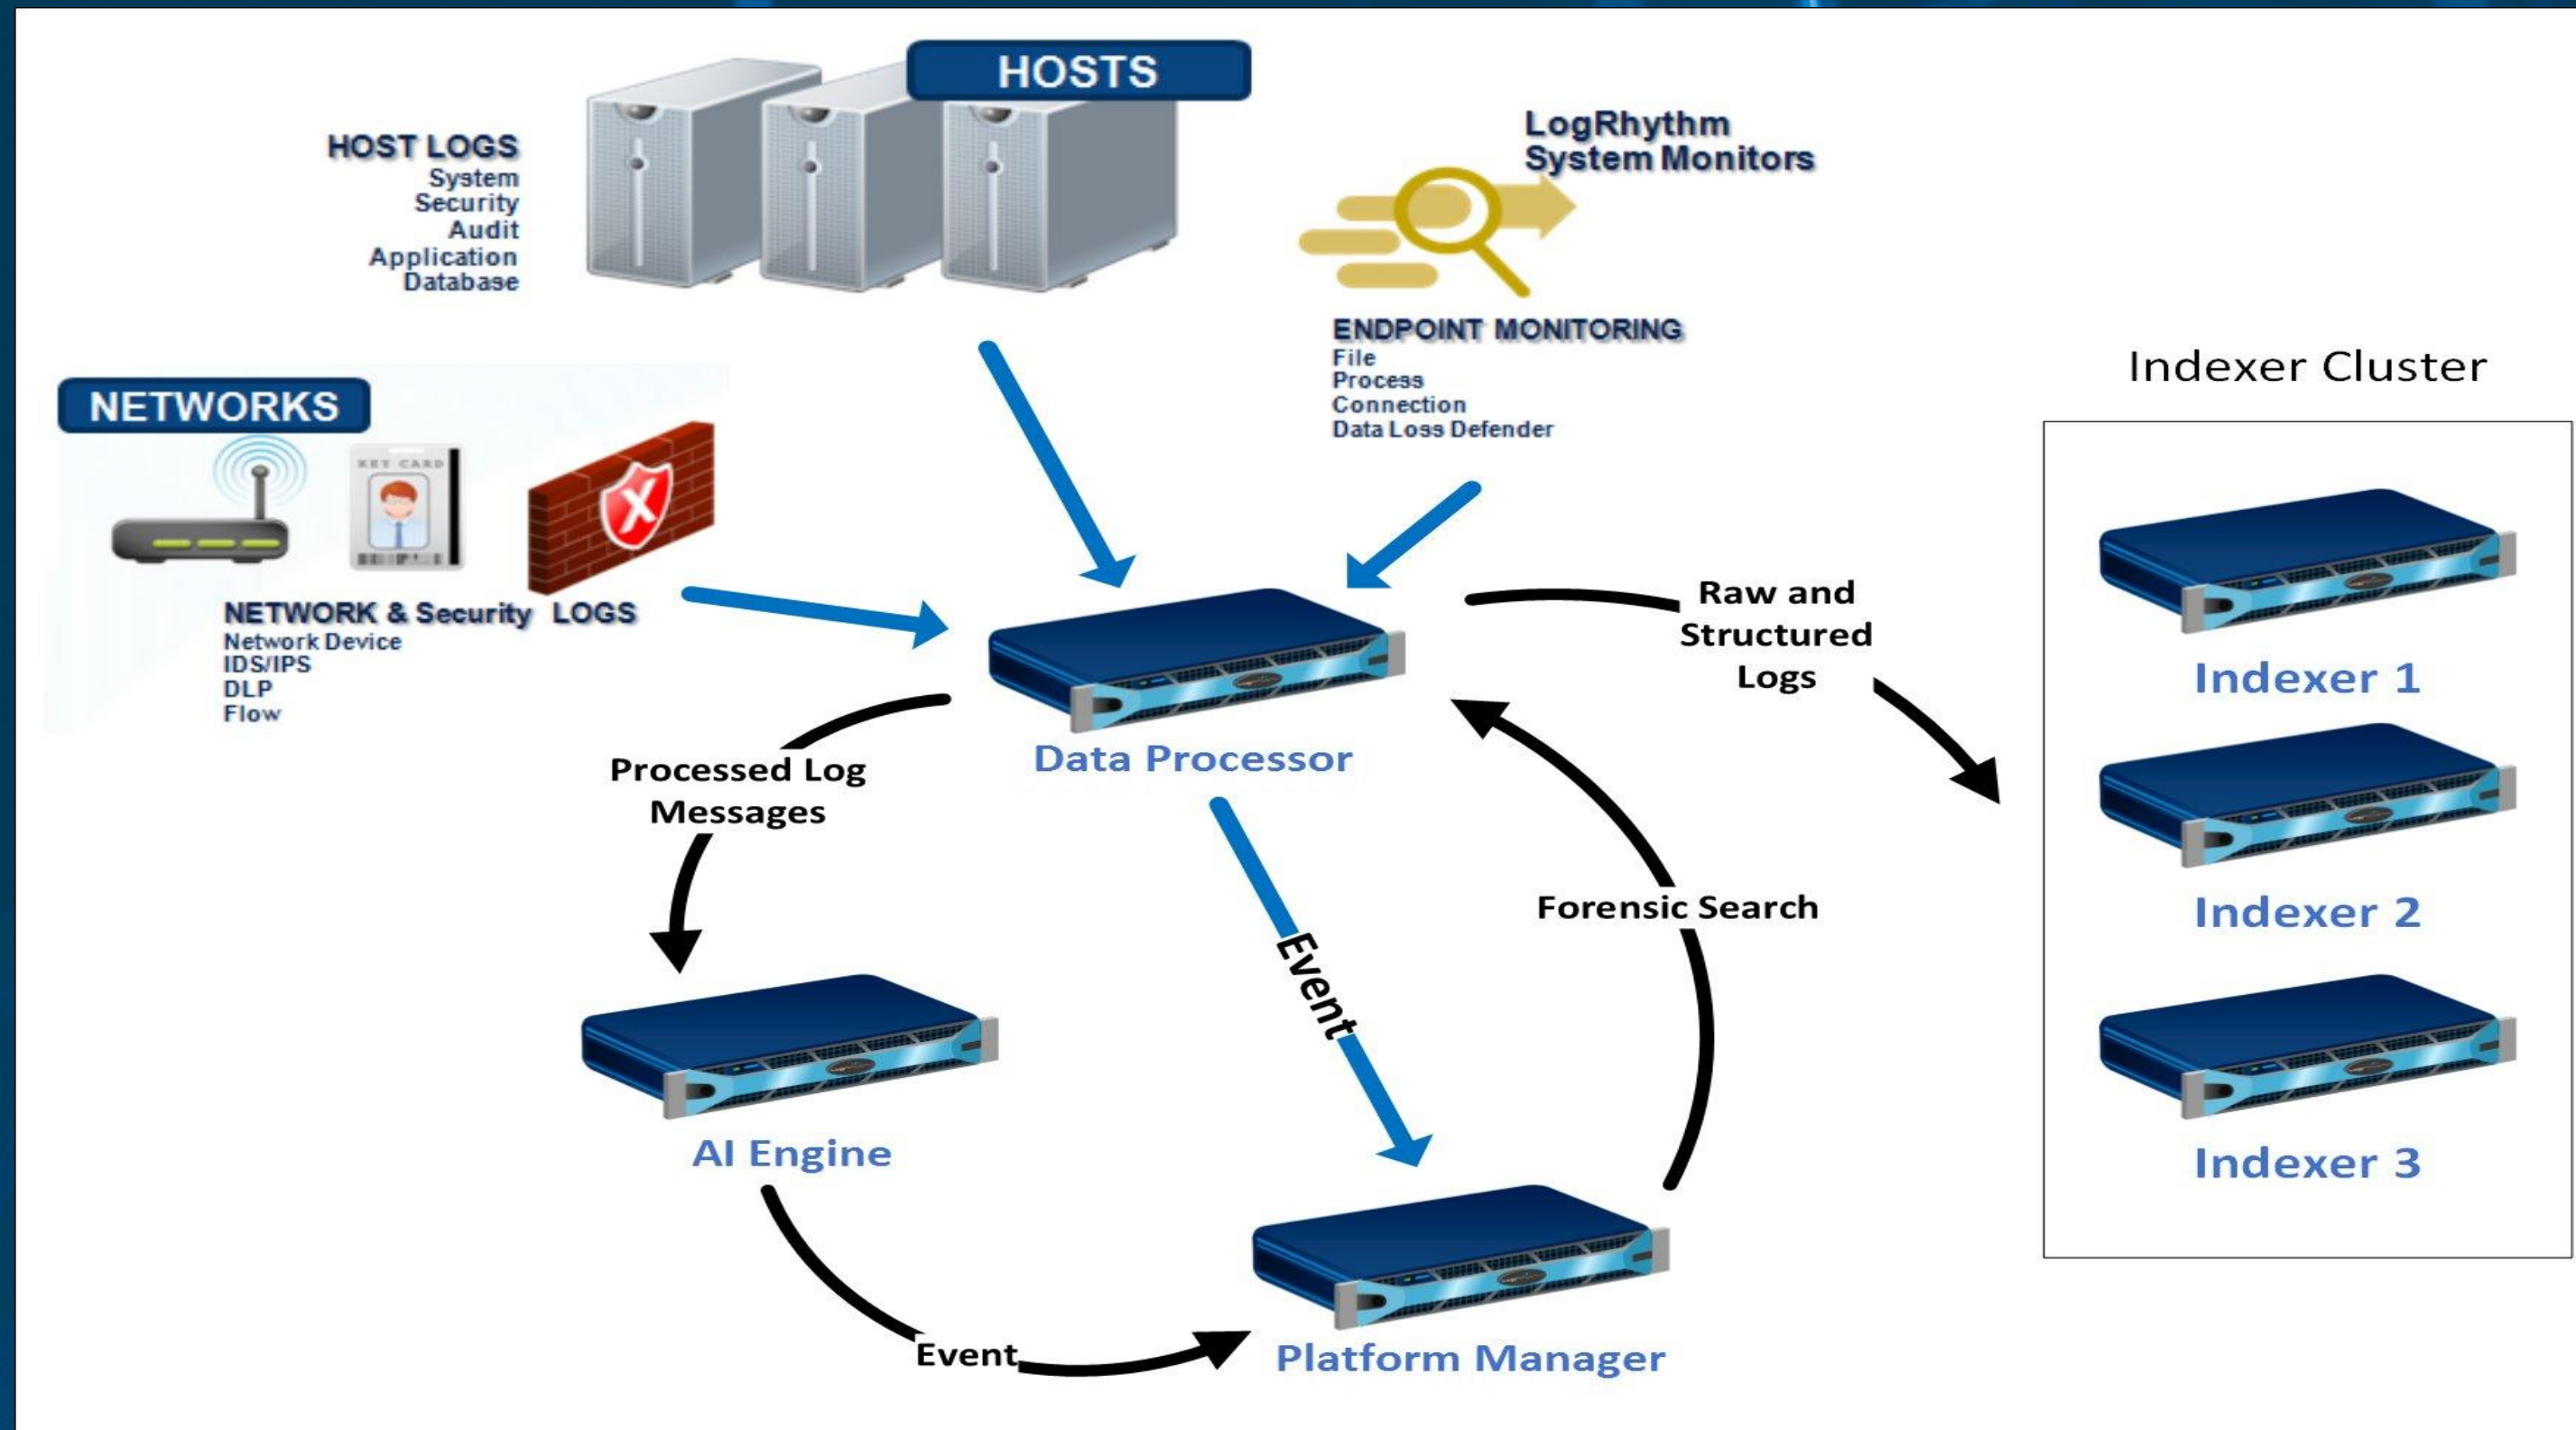 HOSTS
HOST LOGS
System
Security
Audit
Application
Database
LogRhythm
System Monitors
ENDPOINT MONITORING
File
Process
Connection
Data Loss Defender
NETWORKS
KEY CARD
NETWORK & Security LOGS
Network Device
IDS/IPS
DLP
Flow
Indexer Cluster
Indexer 1
Indexer 2
Indexer 3
Raw and
Structured
Logs
Data Processor
Processed Log
Messages
Forensic Search
Event
AI Engine
Event
Platform Manager